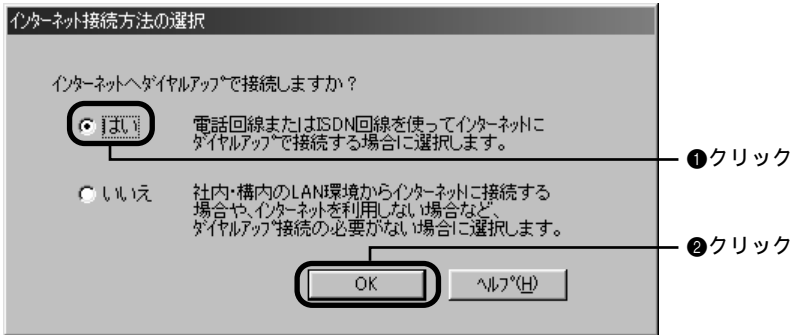 インターネット接続方法の選択
インターネットへダイヤルアップで接続しますか？
はい
電話回線またはISDN回線を使ってインターネットに
ダイヤルアップで接続する場合に選択します。
❶クリック
いいえ
社内・構内のLAN環境からインターネットに接続する
場合や、インターネットを利用しない場合など、
ダイヤルアップ接続の必要がない場合に選択します。
❷クリック
OK
ヘルプ(H)